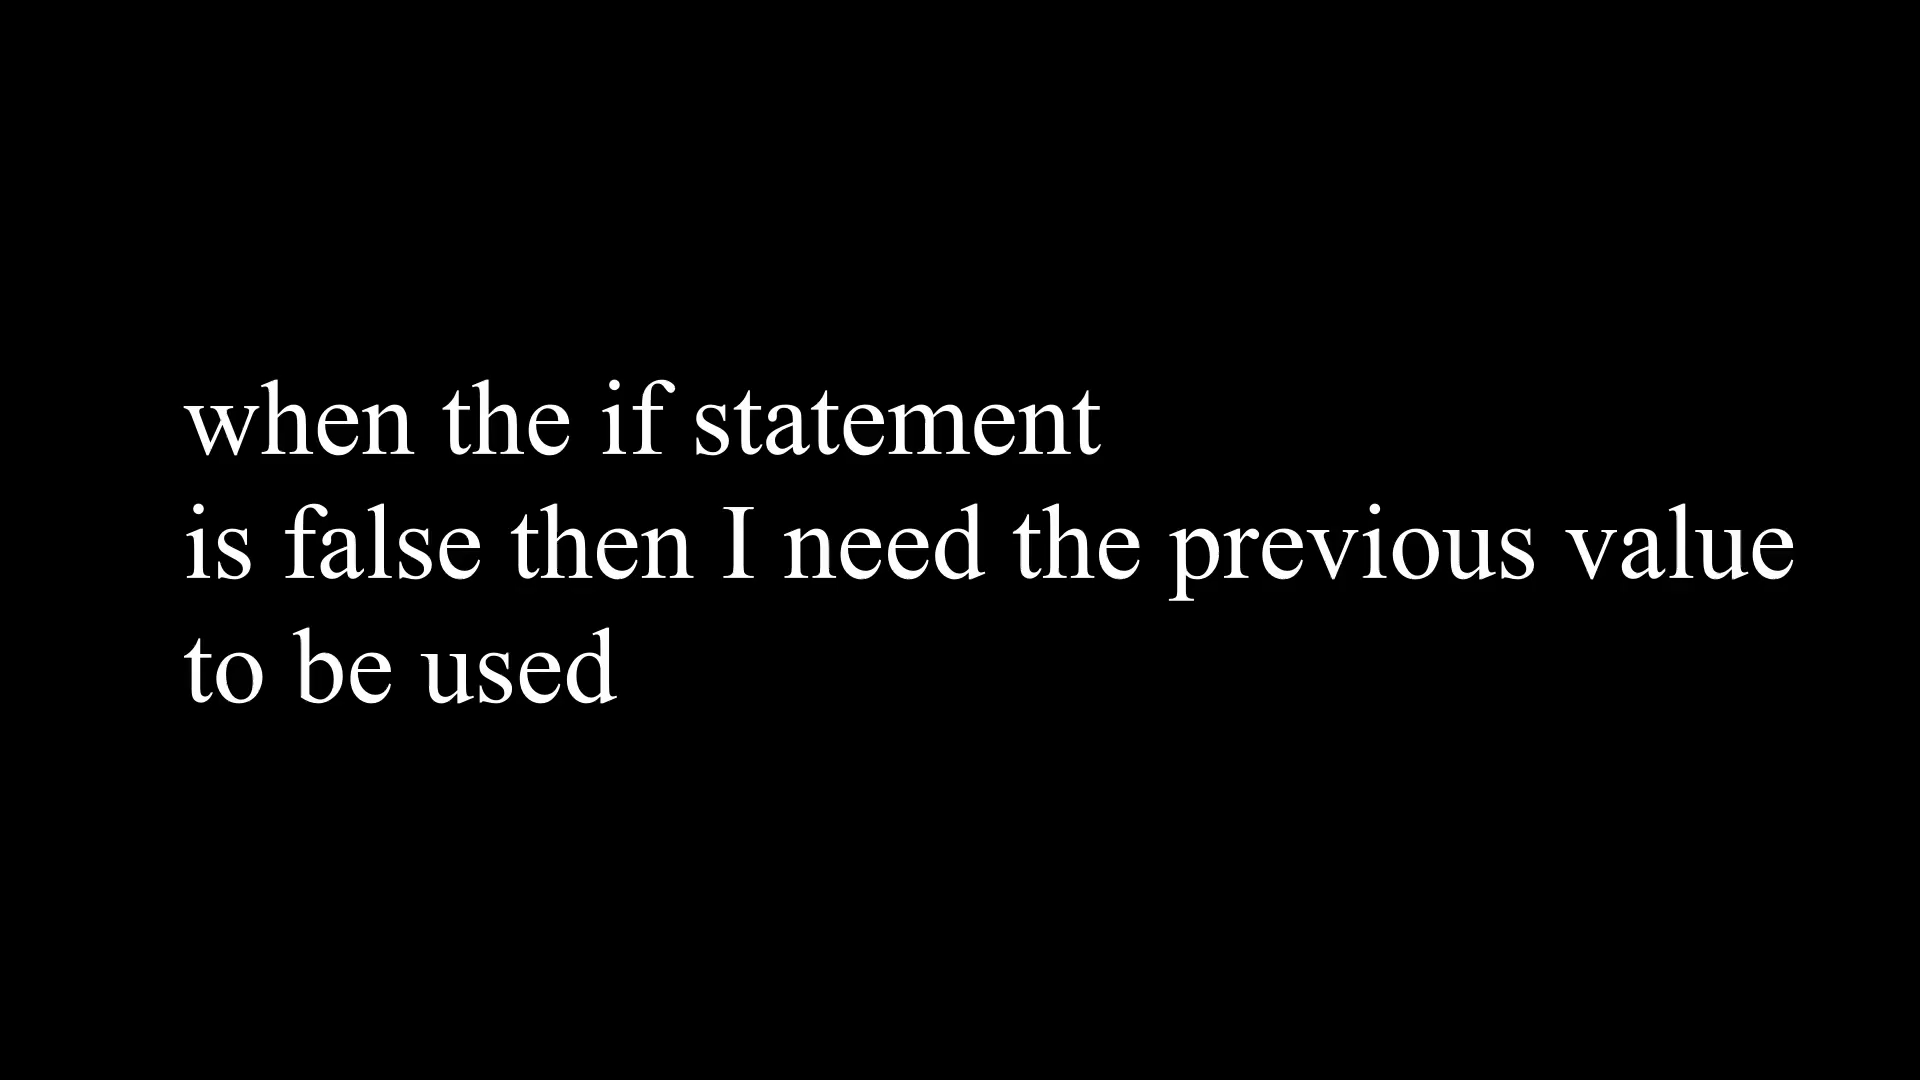 when the if statement
is false then I need the previous value
to be used